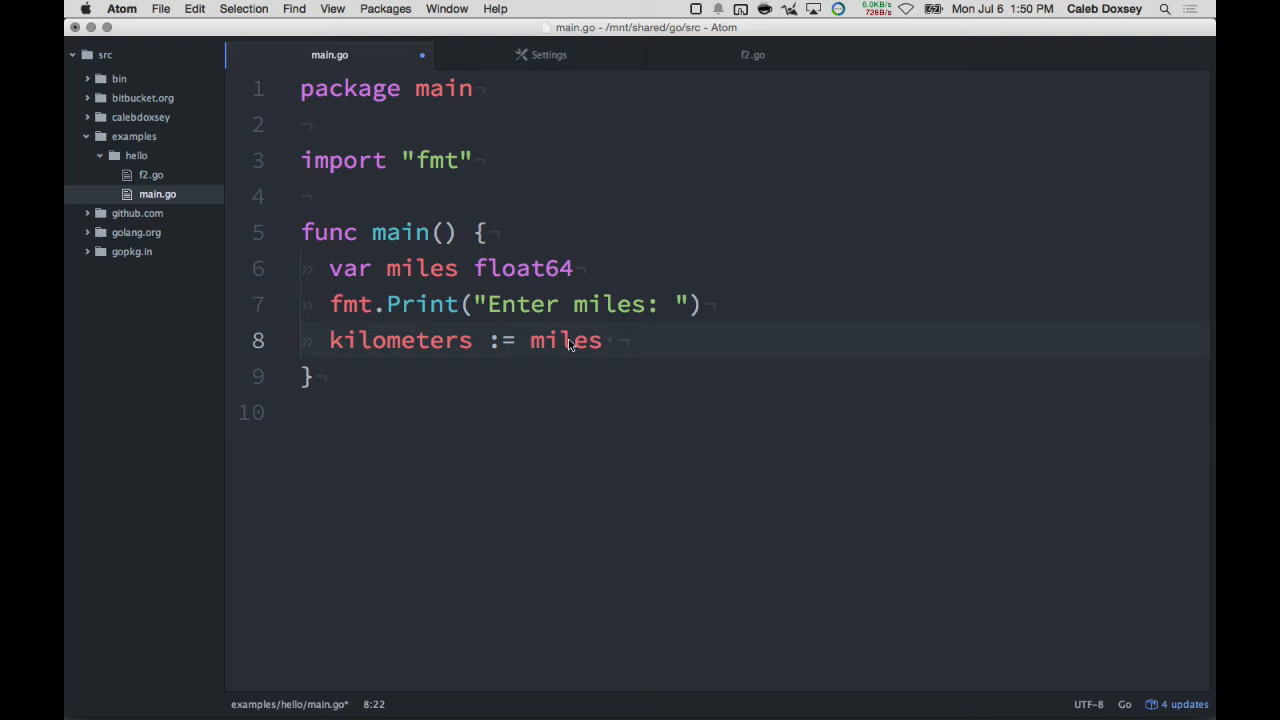 Atom File Edit Selection Find View Packages Window Help 6.0KB/s 728B/s Mon Jul 6 1:50 PM Caleb Doxsey
main.go - /mnt/shared/go/src - Atom
src
bin
bitbucket.org
calebdoxsey
examples
hello
f2.go
main.go
github.com
golang.org
gopkg.in
main.go Settings f2.go
1 package main¬
2 ¬
3 import "fmt"¬
4 ¬
5 func main() {¬
6 » var miles float64¬
7 » fmt.Print("Enter miles: ")¬
8 » kilometers := miles·¬
9 }¬
10
examples/hello/main.go* 8:22 UTF-8 Go 4 updates